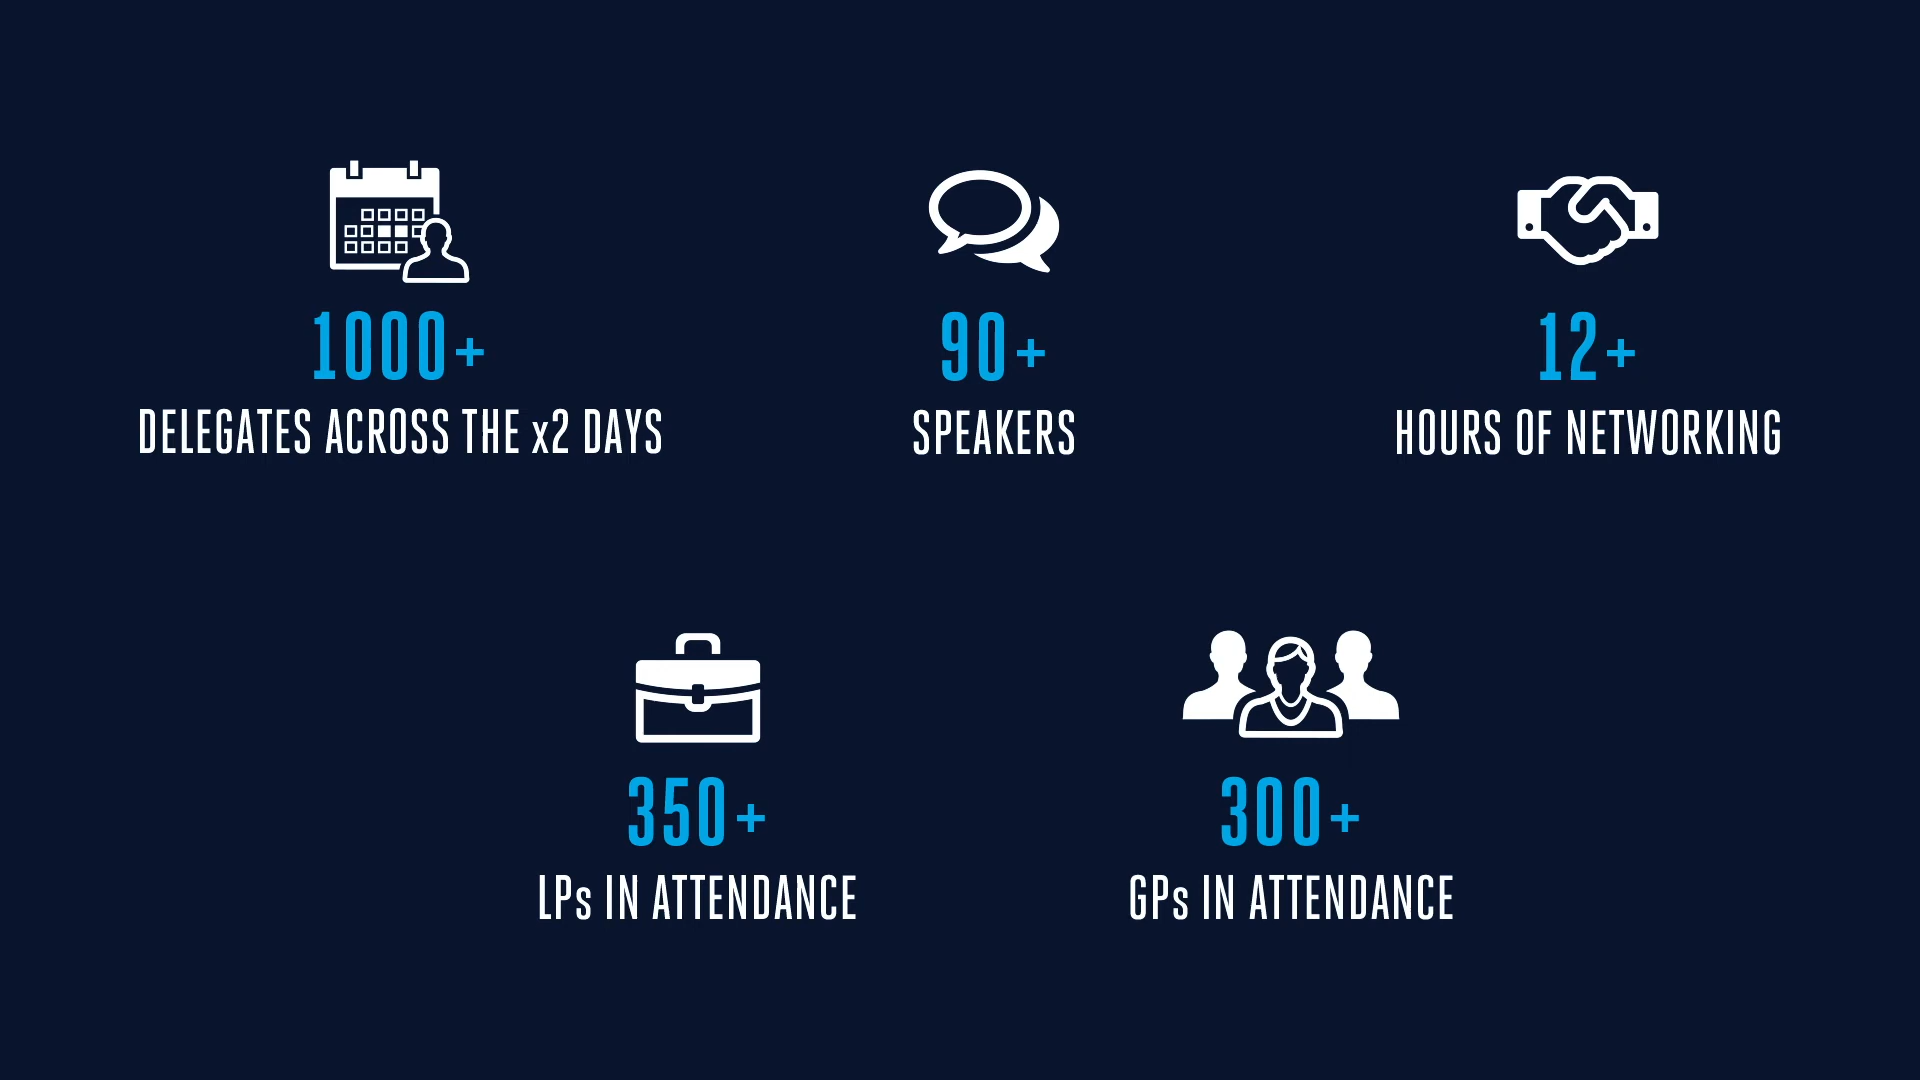 1000+
DELEGATES ACROSS THE x2 DAYS
90+
SPEAKERS
12+
HOURS OF NETWORKING
350+
LPs IN ATTENDANCE
300+
GPs IN ATTENDANCE